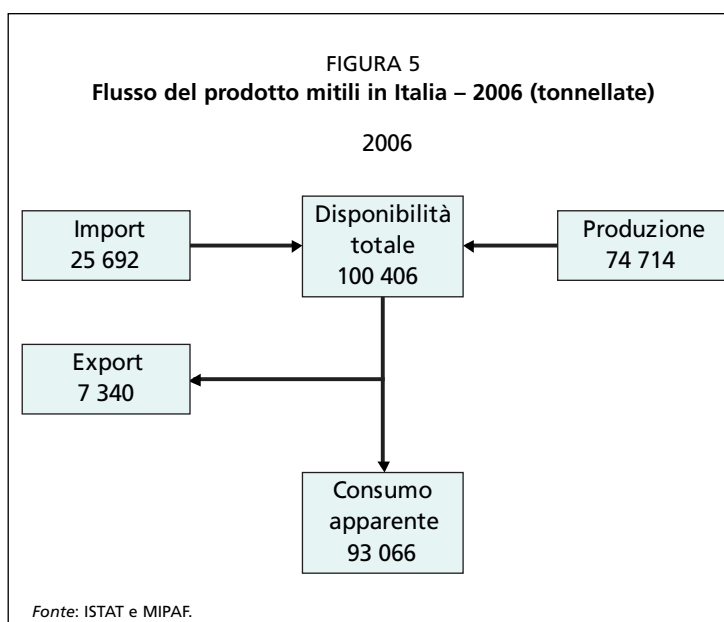 FIGURA 5
Flusso del prodotto mitili in Italia – 2006 (tonnellate)
2006
Import
25 692
Disponibilità
totale
100 406
Produzione
74 714
Export
7 340
Consumo
apparente
93 066
Fonte: ISTAT e MIPAF.